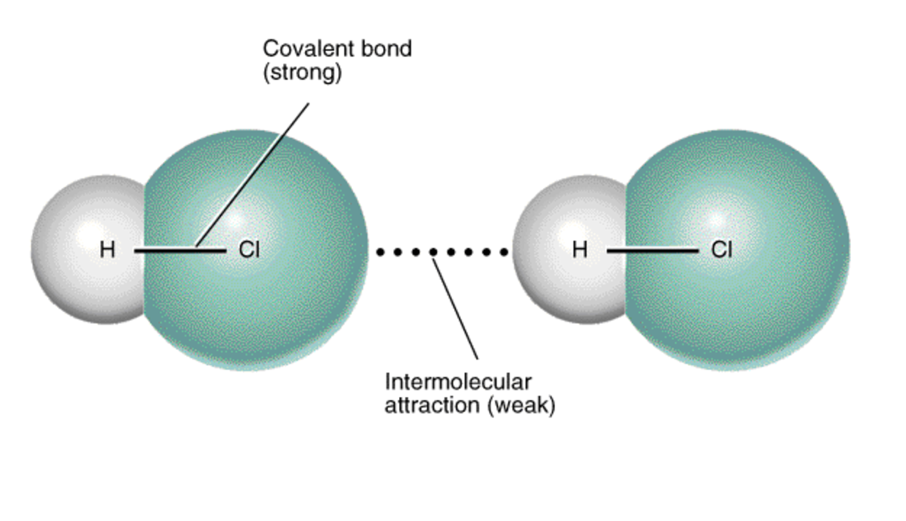 Covalent bond
(strong)
H Cl H Cl
Intermolecular
attraction (weak)